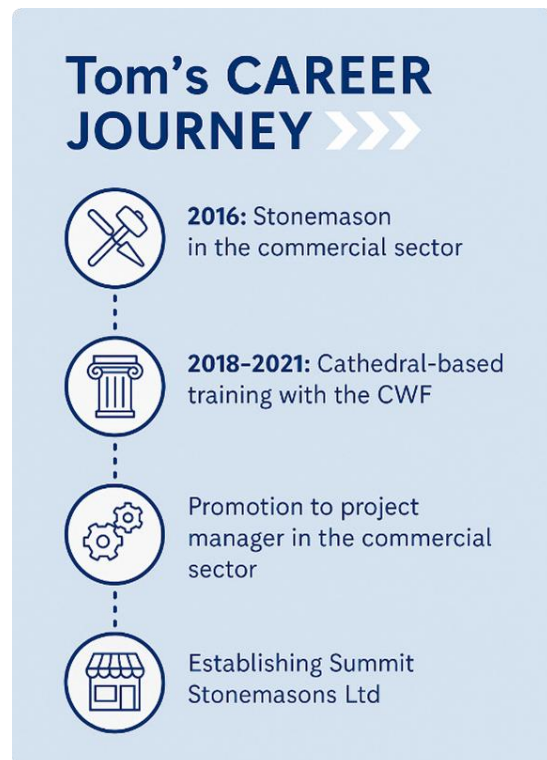 Tom's CAREER
JOURNEY
2016: Stonemason
in the commercial sector
2018–2021: Cathedral-based
training with the CWF
Promotion to project
manager in the commercial
sector
Establishing Summit
Stonemasons Ltd